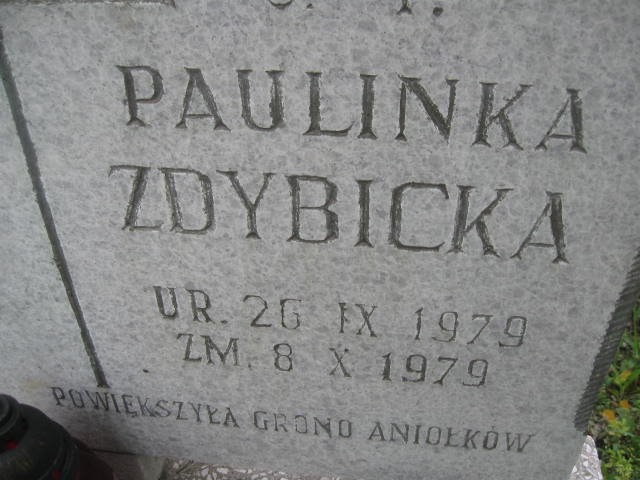 Ś. P.
PAULINKA
ZDYBICKA
UR. 26 IX 1979
ZM. 8 X 1979
POWIĘKSZYŁA GRONO ANIOŁKÓW